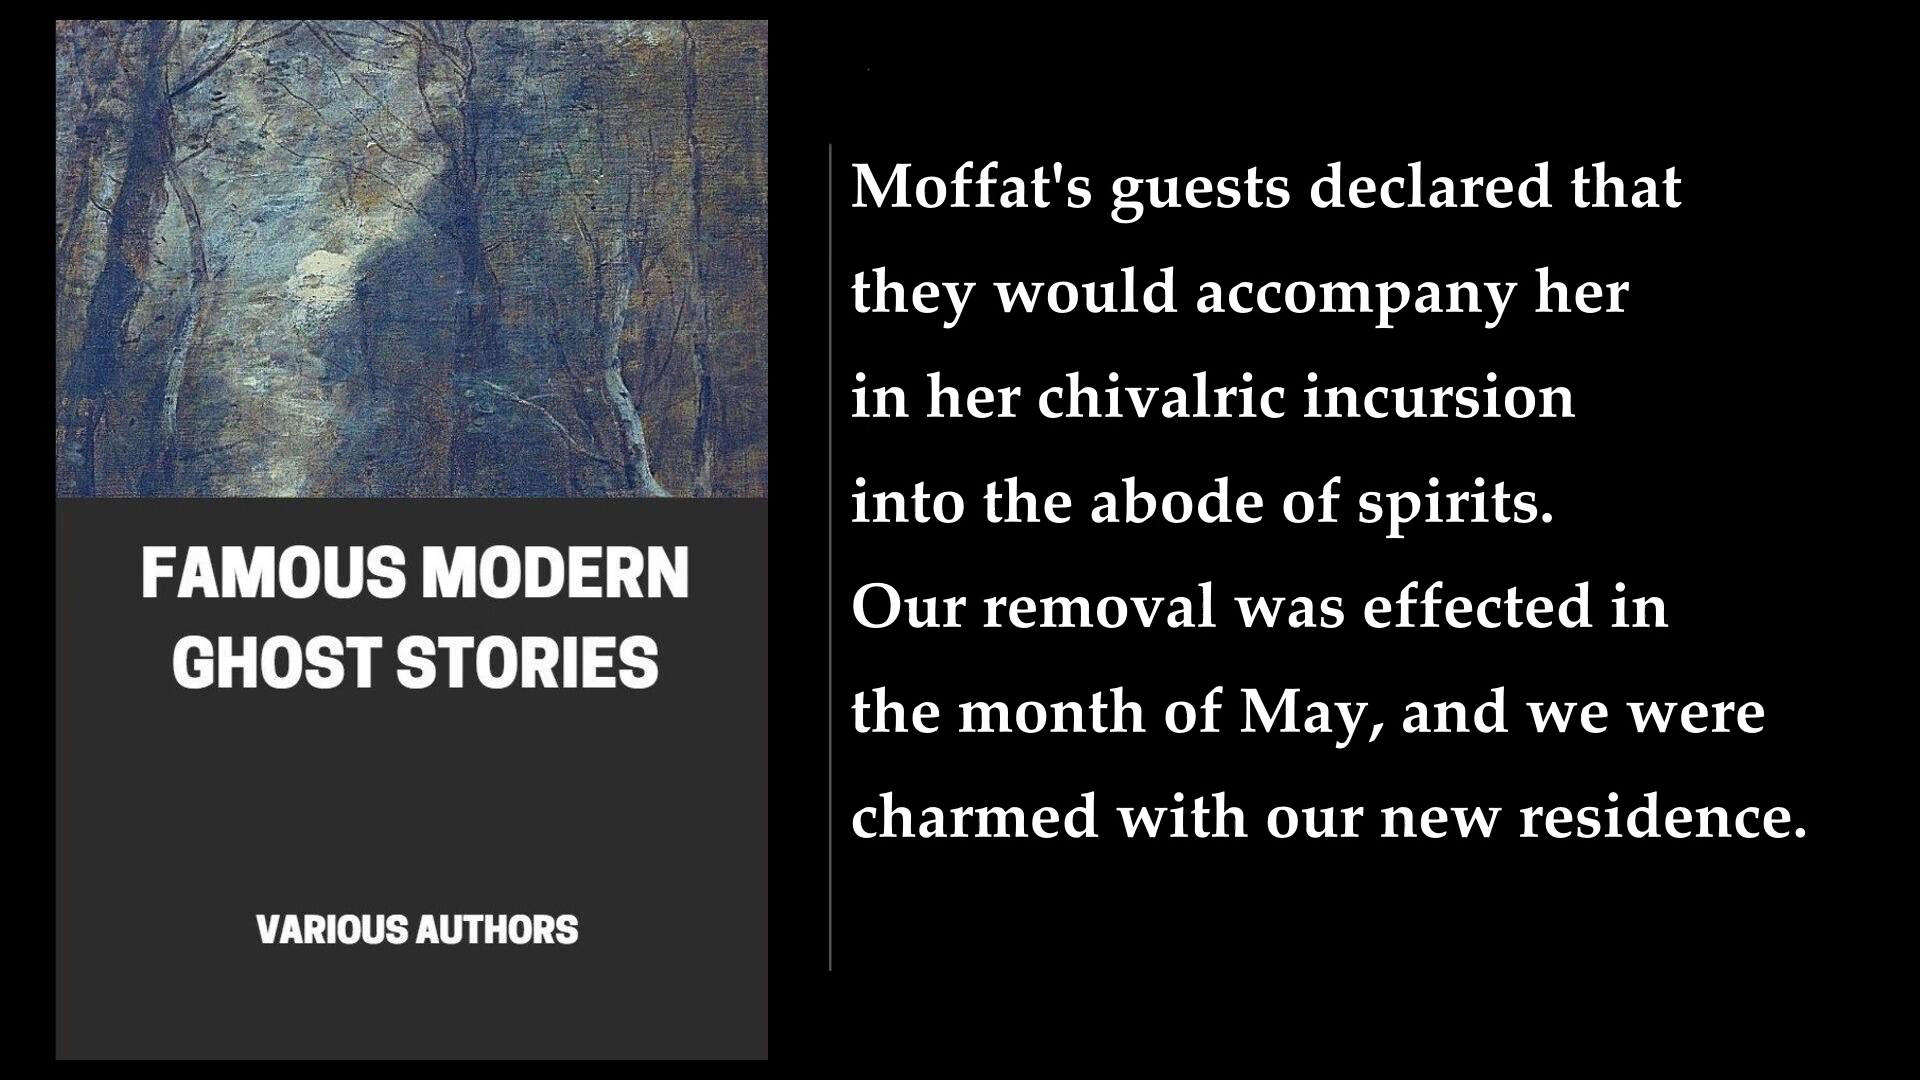 FAMOUS MODERN
GHOST STORIES
VARIOUS AUTHORS
Moffat's guests declared that
they would accompany her
in her chivalric incursion
into the abode of spirits.
Our removal was effected in
the month of May, and we were
charmed with our new residence.